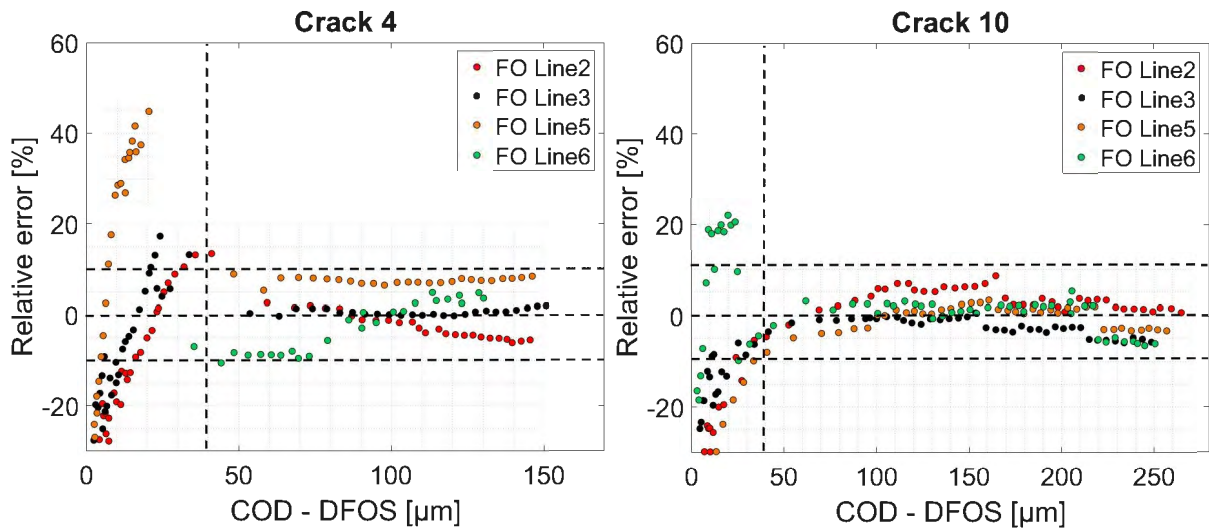 Crack 4
60
40
20
0
-20
0
50
100
150
Relative error [%]
COD - DFOS [µm]
FO Line2
FO Line3
FO Line5
FO Line6
Crack 10
60
40
20
0
-20
0
50
100
150
200
250
Relative error [%]
COD - DFOS [µm]
FO Line2
FO Line3
FO Line5
FO Line6